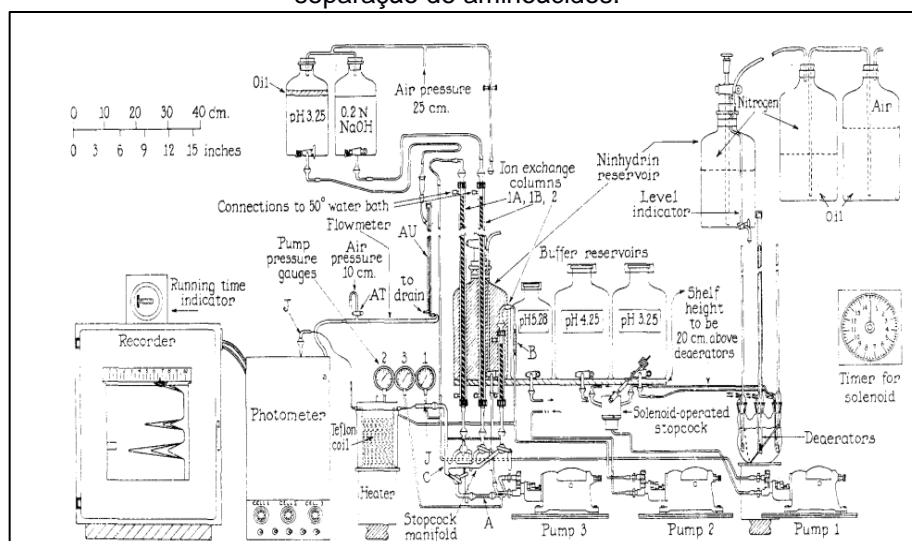 separação de aminoácidos.
Oil
pH 3.25
0.2 N
NaOH
Air pressure
25 cm.
0 10 20 30 40 cm.
0 3 6 9 12 15 inches
Nitrogen
Air
Ninhydrin
reservoir
Level
indicator
Oil
Ion exchange
columns
1A, 1B, 2
Connections to 50° water bath
Flowmeter
AU
Pump
pressure
gauges
Air
pressure
10 cm.
AT
to
drain
Buffer reservoirs
pH 5.28
pH 4.25
pH 3.25
Shelf
height to
be
20 cm. above
deaerators
B
Running time
indicator
J
Recorder
Photometer
2 3 1
Teflon
coil
Heater
J
C
Stopcock
manifold
A
Solenoid-operated
stopcock
Timer for
solenoid
Deaerators
Pump 3
Pump 2
Pump 1